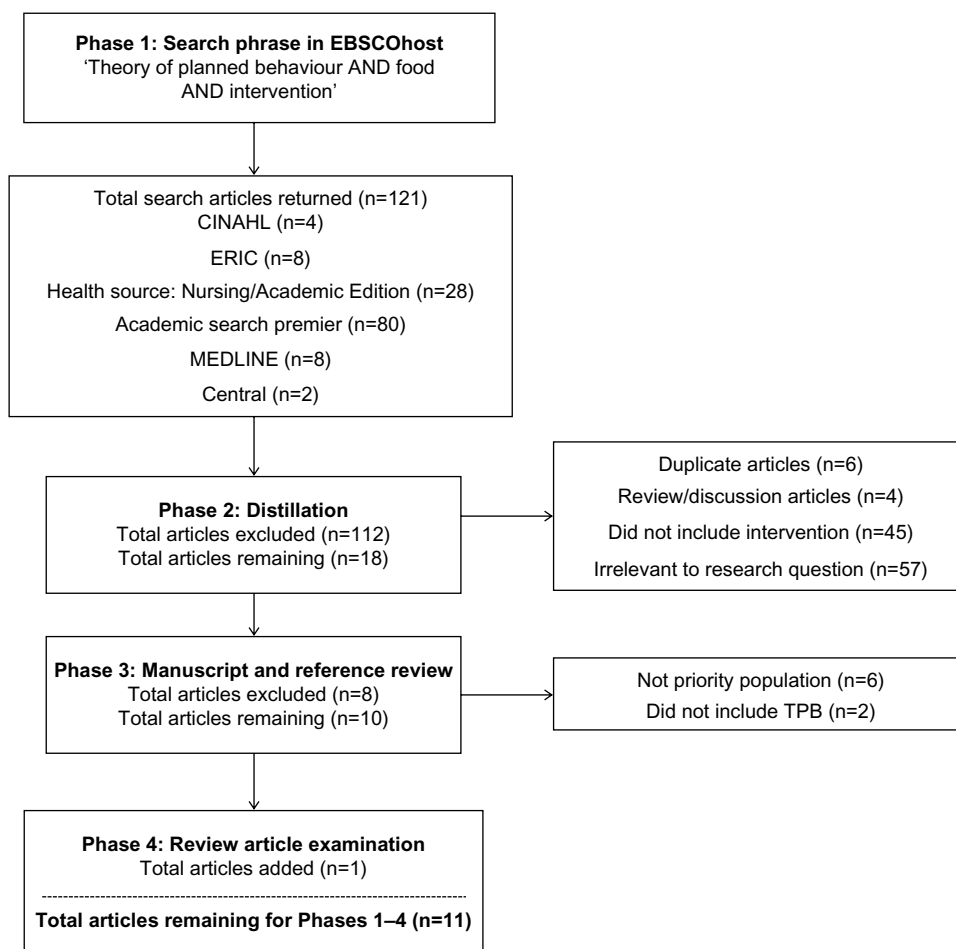 Phase 1: Search phrase in EBSCOhost
‘Theory of planned behaviour AND food
AND intervention’
Total search articles returned (n=121)
CINAHL (n=4)
ERIC (n=8)
Health source: Nursing/Academic Edition (n=28)
Academic search premier (n=80)
MEDLINE (n=8)
Central (n=2)
Phase 2: Distillation
Total articles excluded (n=112)
Total articles remaining (n=18)
Duplicate articles (n=6)
Review/discussion articles (n=4)
Did not include intervention (n=45)
Irrelevant to research question (n=57)
Phase 3: Manuscript and reference review
Total articles excluded (n=8)
Total articles remaining (n=10)
Not priority population (n=6)
Did not include TPB (n=2)
Phase 4: Review article examination
Total articles added (n=1)
Total articles remaining for Phases 1–4 (n=11)